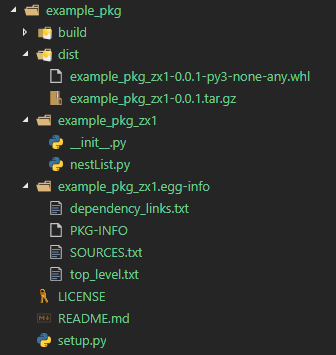 example_pkg
build
dist
example_pkg_zx1-0.0.1-py3-none-any.whl
example_pkg_zx1-0.0.1.tar.gz
example_pkg_zx1
__init__.py
nestList.py
example_pkg_zx1.egg-info
dependency_links.txt
PKG-INFO
SOURCES.txt
top_level.txt
LICENSE
README.md
setup.py